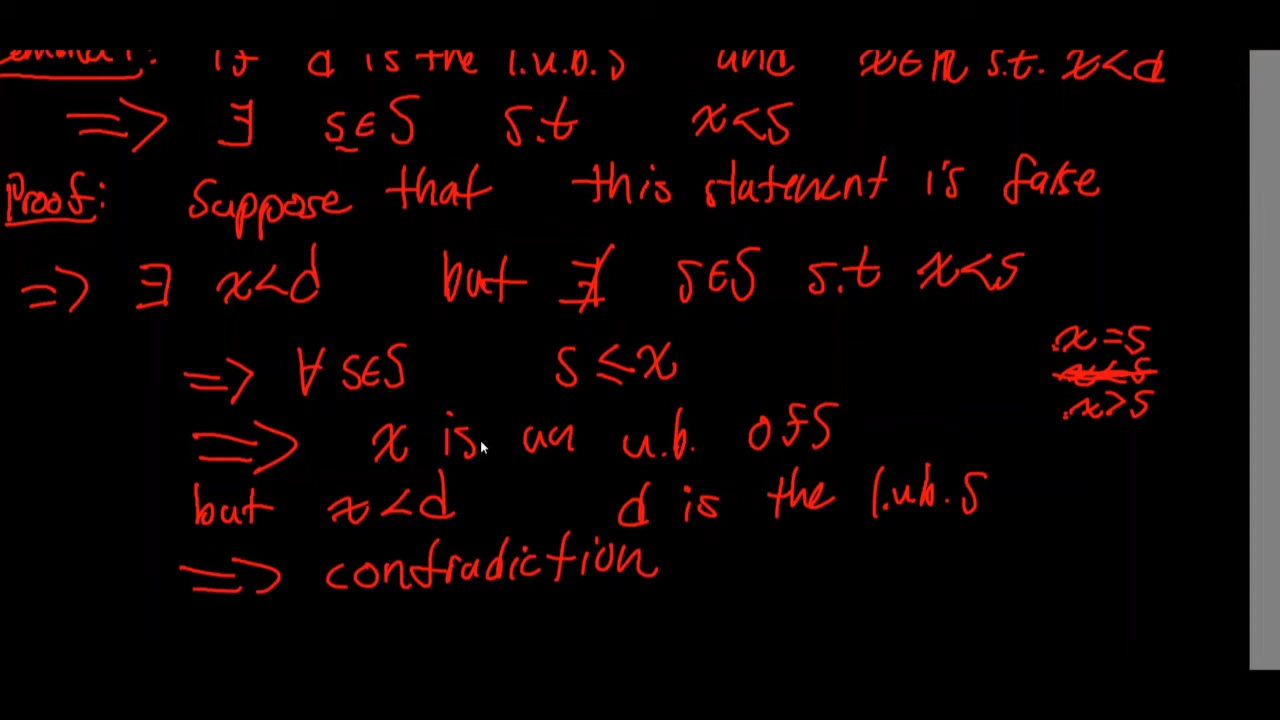 : If d is the l.u.b. S and x∈ℝ s.t. x<d
=> ∃ s∈S s.t x<s
Proof: Suppose that this statement is false
=> ∃ x<d but ∄ s∈S s.t x<s
=> ∀ s∈S s ≤ x
.x = s
.x > s
=> x is an u.b. of S
but x<d d is the l.u.b. S
=> contradiction